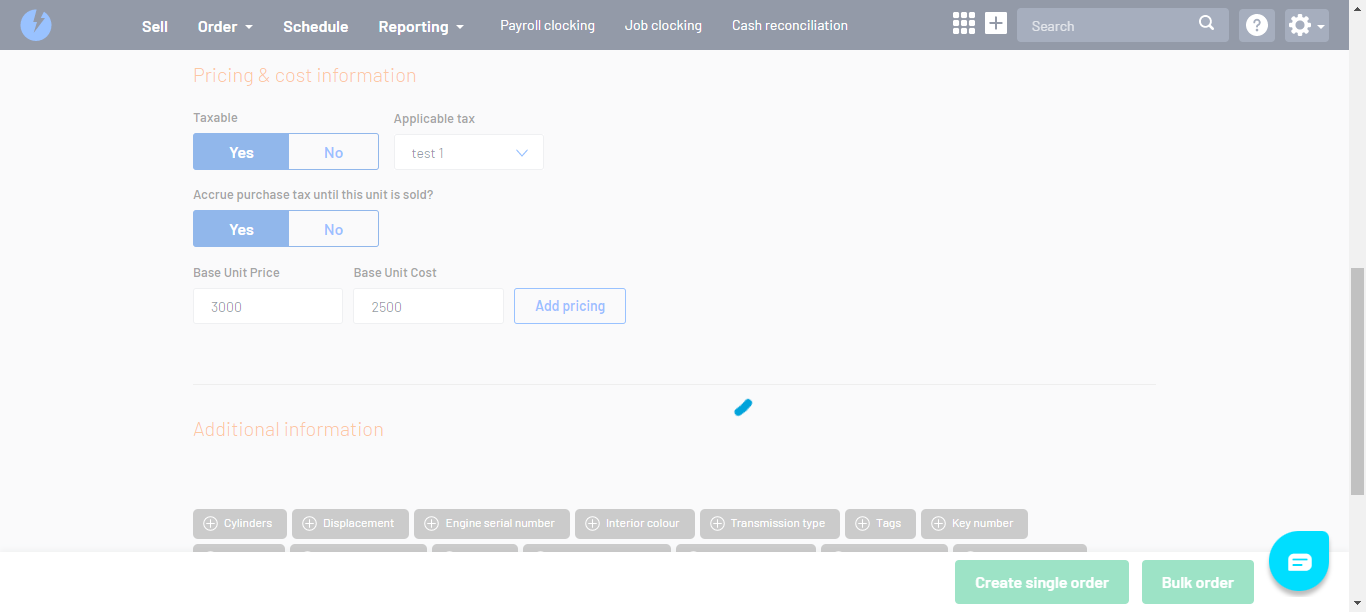 Sell Order Schedule Reporting Payroll clocking Job clocking Cash reconciliation Search ?
Pricing & cost information
Taxable Applicable tax
Yes No test 1
Accrue purchase tax until this unit is sold?
Yes No
Base Unit Price Base Unit Cost
3000 2500 Add pricing
Additional information
Cylinders Displacement Engine serial number Interior colour Transmission type Tags Key number
Create single order Bulk order